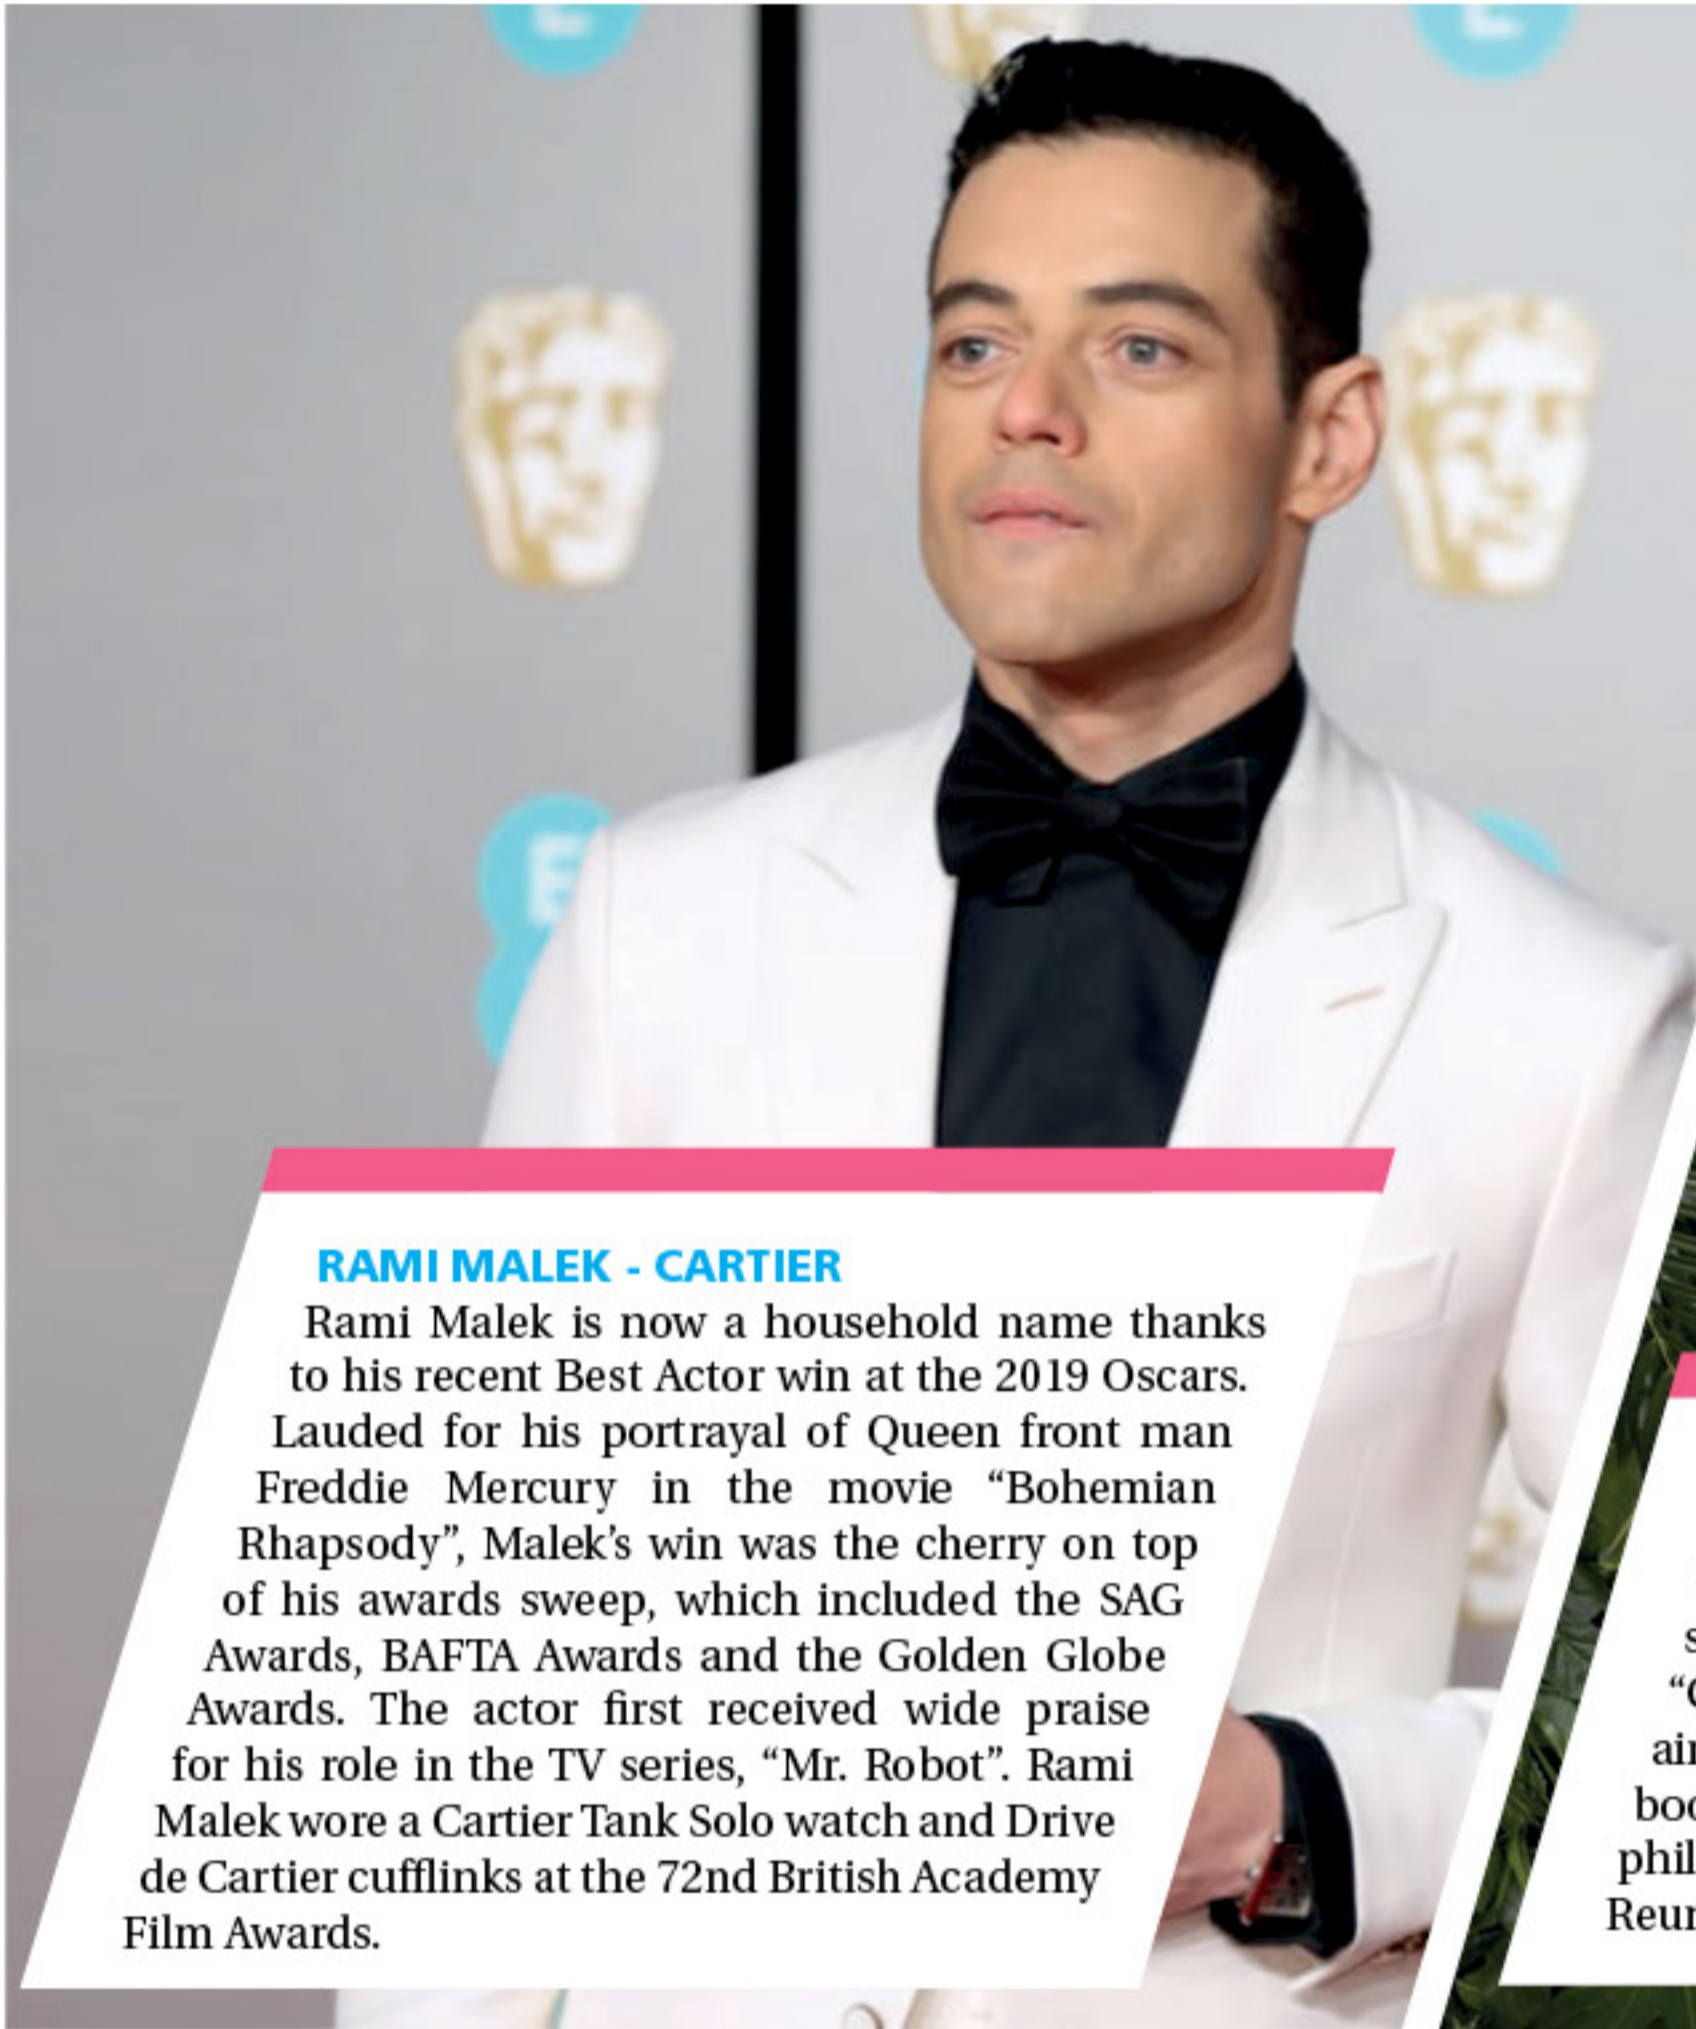 RAMI MALEK - CARTIER
Rami Malek is now a household name thanks
to his recent Best Actor win at the 2019 Oscars.
Lauded for his portrayal of Queen front man
Freddie Mercury in the movie “Bohemian
Rhapsody”, Malek’s win was the cherry on top
of his awards sweep, which included the SAG
Awards, BAFTA Awards and the Golden Globe
Awards. The actor first received wide praise
for his role in the TV series, “Mr. Robot”. Rami
Malek wore a Cartier Tank Solo watch and Drive
de Cartier cufflinks at the 72nd British Academy
Film Awards.